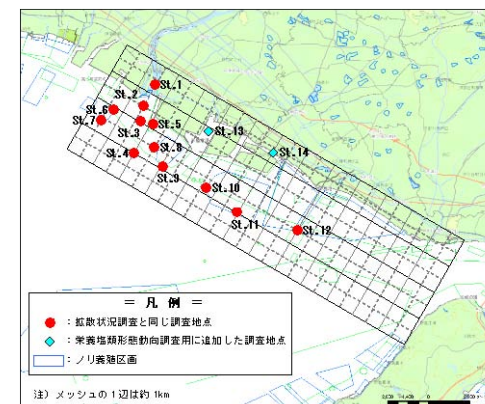 St.1
St.2
St.6
St.7
St.3
St.5
St.13
St.8
St.14
St.4
St.9
St.10
St.11
St.12
＝ 凡 例 ＝
：拡散状況調査と同じ調査地点
：栄養塩類形態動向調査用に追加した調査地点
：ノリ養殖区画
注） メッシュの１辺は約 1km